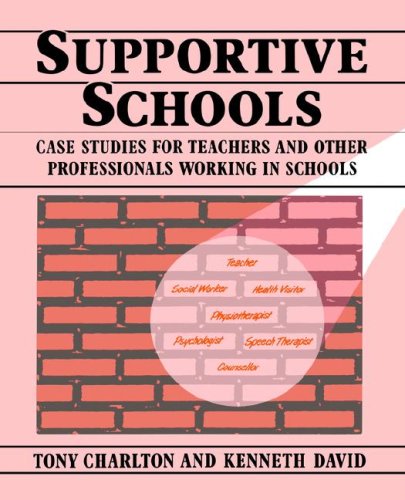 SUPPORTIVE
SCHOOLS
CASE STUDIES FOR TEACHERS AND OTHER
PROFESSIONALS WORKING IN SCHOOLS
Teacher
Social Worker Health Visitor
Physiotherapist
Psychologist Speech Therapist
Counsellor
TONY CHARLTON AND KENNETH DAVID